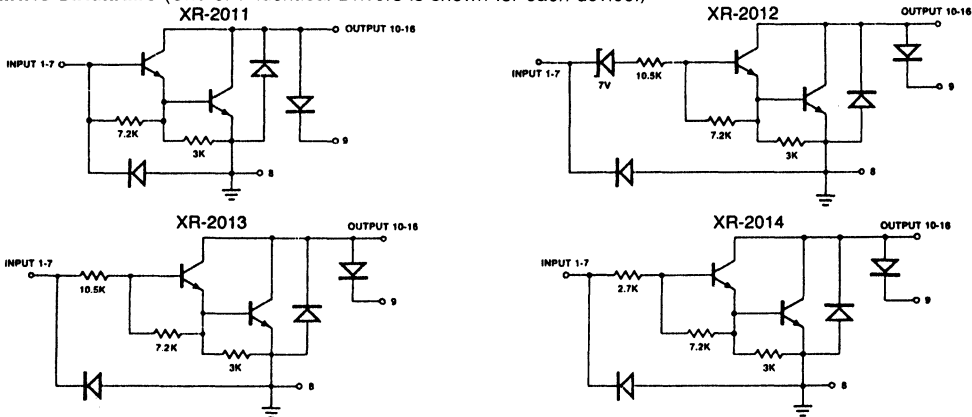 XR-2011
OUTPUT 10-16
INPUT 1-7
7.2K
3K
9
8
XR-2012
OUTPUT 10-16
INPUT 1-7
7V
10.5K
9
7.2K
3K
8
XR-2013
OUTPUT 10-16
INPUT 1-7
10.5K
9
7.2K
3K
8
XR-2014
OUTPUT 10-16
INPUT 1-7
2.7K
9
7.2K
3K
8